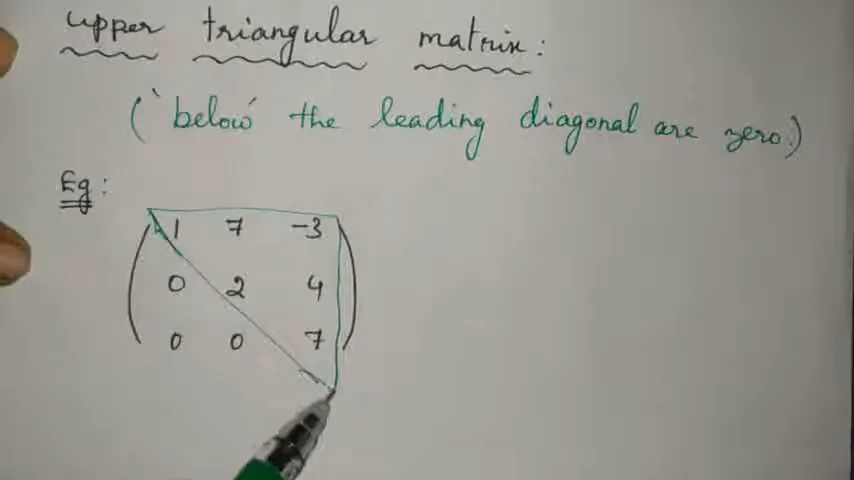 upper triangular matrix:
('below' the leading diagonal are zero.)
Eg:
1 7 -3
0 2 4
0 0 7